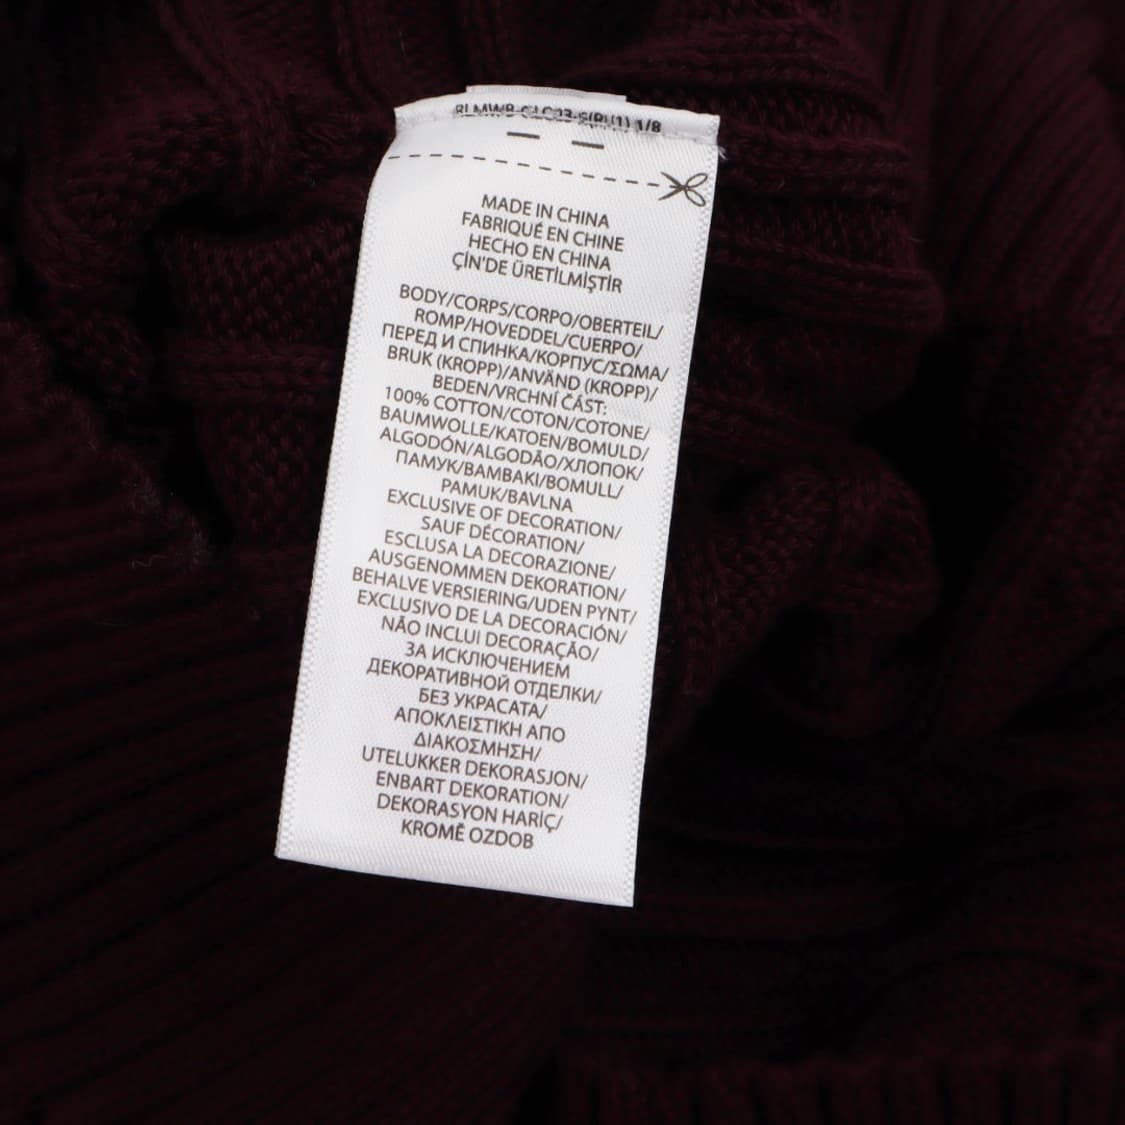 MADE IN CHINA
FABRIQUÉ EN CHINE
HECHO EN CHINA
ÇİN'DE ÜRETİLMİŞTİR
BODY/CORPS/CORPO/OBERTEIL/
ROMP/HOVEDDEL/CUERPO/
ПЕРЕД И СПИНКА/КОРПУС/ΣΩΜΑ/
BRUK (KROPP)/ANVÄND (KROPP)/
BEDEN/VRCHNÍ ČÁST:
100% COTTON/COTON/COTONE/
BAUMWOLLE/KATOEN/BOMULD/
ALGODÓN/ALGODÃO/ХЛОПОК/
ПАМУК/ΒΑΜΒΑΚΙ/BOMULL/
PAMUK/BAVLNA
EXCLUSIVE OF DECORATION/
SAUF DÉCORATION/
ESCLUSA LA DECORAZIONE/
AUSGENOMMEN DEKORATION/
BEHALVE VERSIERING/UDEN PYNT/
EXCLUSIVO DE LA DECORACIÓN/
NÃO INCLUI DECORAÇÃO/
ЗА ИСКЛЮЧЕНИЕМ
ДЕКОРАТИВНОЙ ОТДЕЛКИ/
БЕЗ УКРАСАТА/
ΑΠΟΚΛΕΙΣΤΙΚΗ ΑΠΟ
ΔΙΑΚΟΣΜΗΣΗ/
UTELUKKER DEKORASJON/
ENBART DEKORATION/
DEKORASYON HARİÇ/
KROMĚ OZDOB